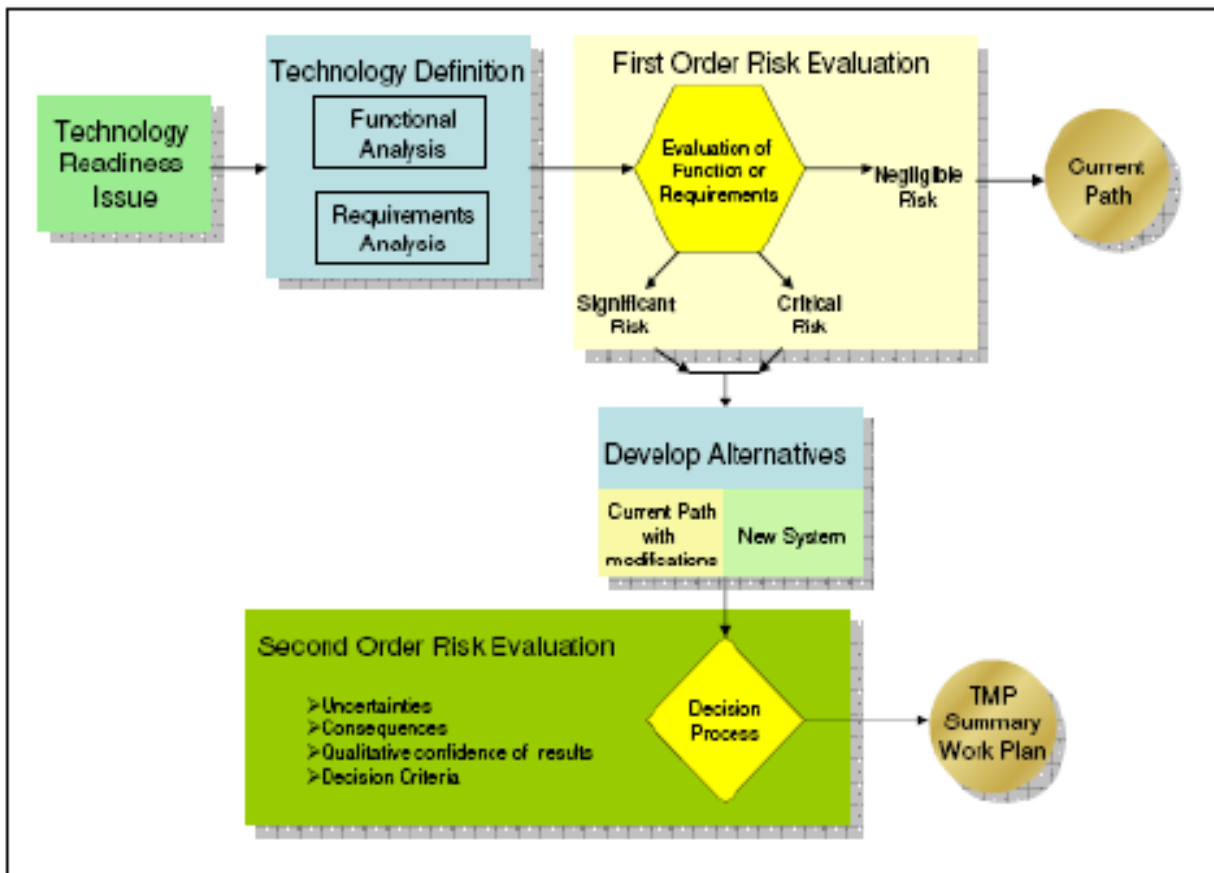 Technology
Readiness
Issue
Technology Definition
Functional
Analysis
Requirements
Analysis
First Order Risk Evaluation
Evaluation of
Function or
Requirements
Negligible
Risk
Significant
Risk
Critical
Risk
Current
Path
Develop Alternatives
Current Path
with
modifications
New System
Second Order Risk Evaluation
➢Uncertainties
➢Consequences
➢Qualitative confidence of results
➢Decision Criteria
Decision
Process
TMP
Summary
Work Plan